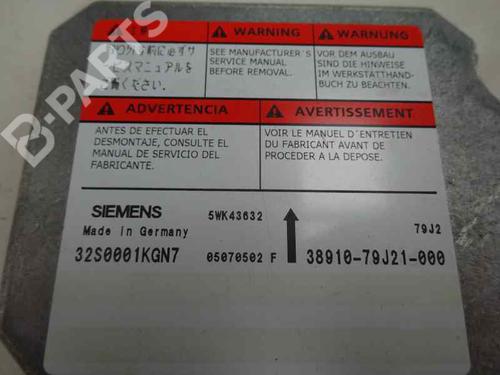 WARNING
WARNUNG
SEE MANUFACTURER'S
SERVICE MANUAL
BEFORE REMOVAL.
VOR DEM AUSBAU
SIND DIE HINWEISE
IM WERKSTATTHAND-
BUCH ZU BEACHTEN.
ADVERTENCIA
AVERTISSEMENT
ANTES DE EFECTUAR EL
DESMONTAJE, CONSULTE EL
MANUAL DE SERVICIO DEL
FABRICANTE.
VOIR LE MANUEL D´ENTRETIEN
DU FABRICANT AVANT DE
PROCEDER A LA DEPOSE.
SIEMENS
5WK43632
79J2
Made in Germany
32S0001KGN7
05070502 F
38910-79J21-000
B-PARTS